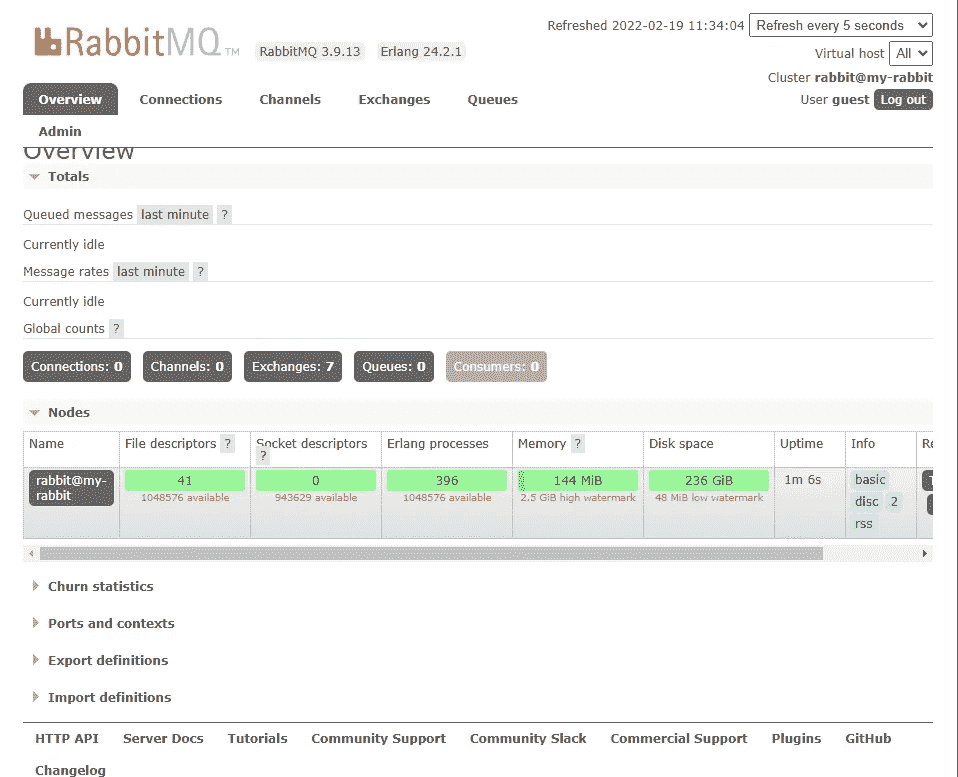 RabbitMQ TM RabbitMQ 3.9.13 Erlang 24.2.1
Refreshed 2022-02-19 11:34:04 Refresh every 5 seconds
Virtual host All
Cluster rabbit@my-rabbit
User guest Log out
Overview Connections Channels Exchanges Queues
Admin
Overview
Totals
Queued messages last minute ?
Currently idle
Message rates last minute ?
Currently idle
Global counts ?
Connections: 0 Channels: 0 Exchanges: 7 Queues: 0 Consumers: 0
Nodes
Name File descriptors ? Socket descriptors ? Erlang processes Memory ? Disk space Uptime Info
rabbit@my-rabbit 41 0 396 144 MiB 236 GiB 1m 6s basic
1048576 available 943629 available 1048576 available 2.5 GiB high watermark 48 MiB low watermark
disc 2
rss
Churn statistics
Ports and contexts
Export definitions
Import definitions
HTTP API Server Docs Tutorials Community Support Community Slack Commercial Support Plugins GitHub
Changelog